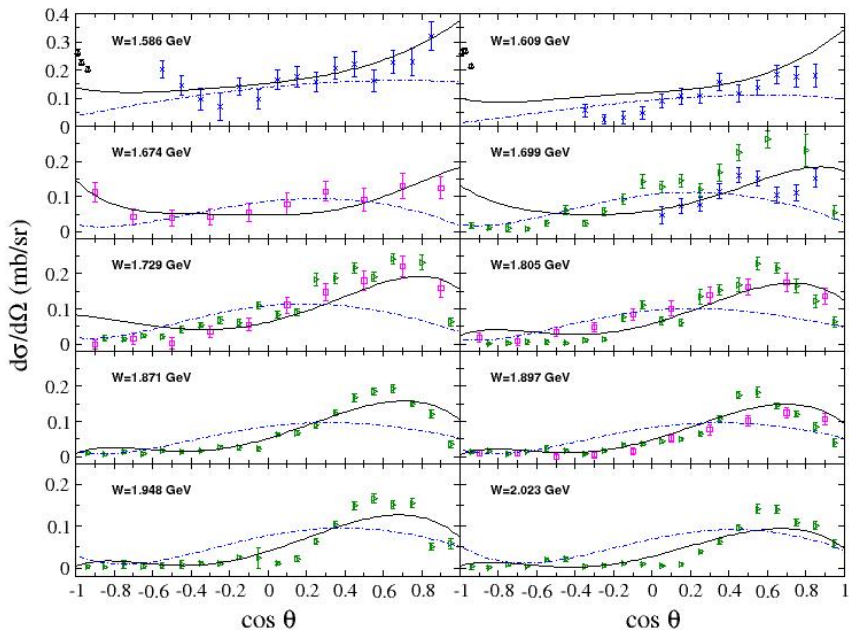 dσ/dΩ (mb/sr)
0.4
0.3
0.2
0.1
0
W=1.586 GeV
W=1.609 GeV
0.2
0.1
0
W=1.674 GeV
W=1.699 GeV
0.2
0.1
0
W=1.729 GeV
W=1.805 GeV
0.2
0.1
0
W=1.871 GeV
W=1.897 GeV
0.2
0.1
0
W=1.948 GeV
W=2.023 GeV
-1 -0.8 -0.6 -0.4 -0.2 0 0.2 0.4 0.6 0.8 -1 -0.8 -0.6 -0.4 -0.2 0 0.2 0.4 0.6 0.8 1
cos θ cos θ